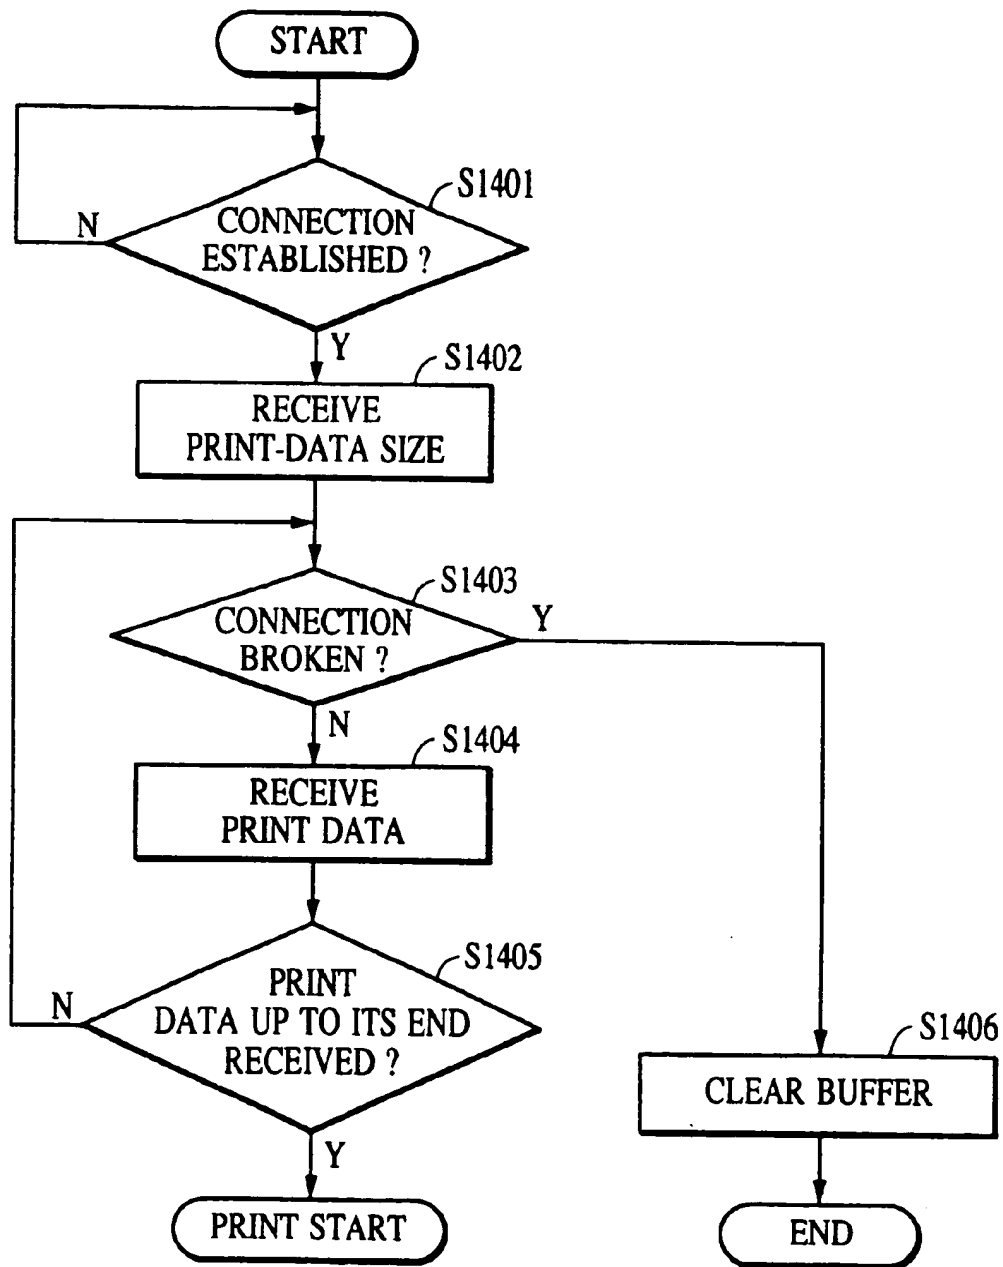 START
S1401
CONNECTION
ESTABLISHED ?
N
Y
S1402
RECEIVE
PRINT-DATA SIZE
S1403
CONNECTION
BROKEN ?
Y
N
S1404
RECEIVE
PRINT DATA
S1405
PRINT
DATA UP TO ITS END
RECEIVED ?
N
Y
S1406
CLEAR BUFFER
PRINT START
END